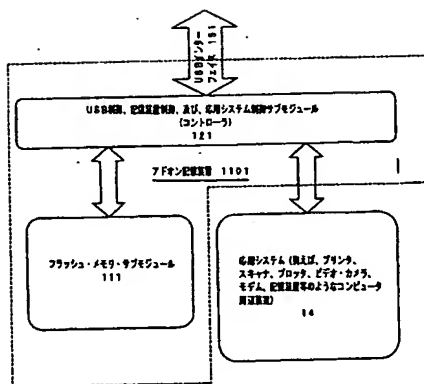 USBインター
フェイス 151
USB制御、記憶装置制御、及び、応用システム制御サブモジュール
(コントローラ)
121
アドオン記憶装置 1101
フラッシュ・メモリ・サブモジュール
111
応用システム (例えば、プリンタ、
スキャナ、プロッタ、ビデオ・カメラ、
モデム、記憶装置等のようなコンピュータ
周辺装置)
14